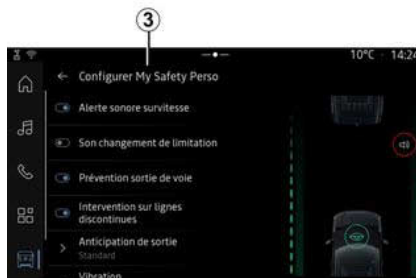 3
10°C 14:24
← Configurer My Safety Perso
Alerte sonore survitesse
Son changement de limitation
Prévention sortie de voie
Intervention sur lignes
discontinues
Anticipation de sortie
Standard
Vibration